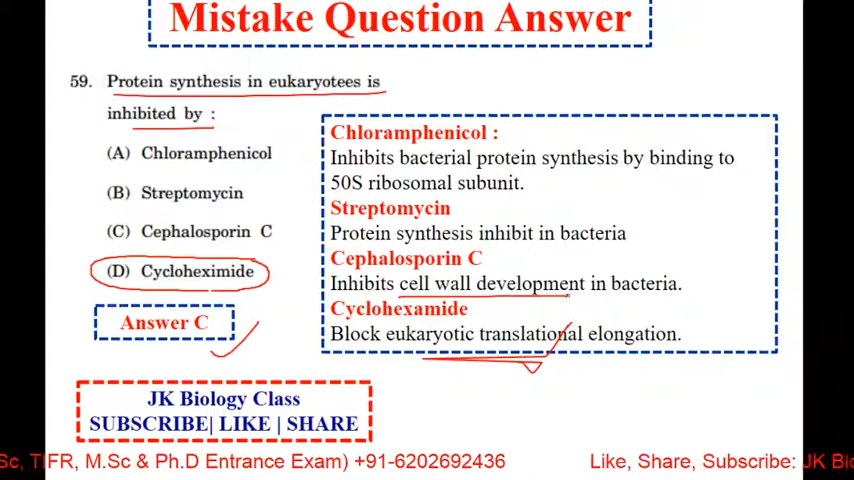 Mistake Question Answer
59. Protein synthesis in eukaryotees is
inhibited by :
(A) Chloramphenicol
(B) Streptomycin
(C) Cephalosporin C
(D) Cycloheximide
Answer C
Chloramphenicol :
Inhibits bacterial protein synthesis by binding to
50S ribosomal subunit.
Streptomycin
Protein synthesis inhibit in bacteria
Cephalosporin C
Inhibits cell wall development in bacteria.
Cyclohexamide
Block eukaryotic translational elongation.
JK Biology Class
SUBSCRIBE| LIKE | SHARE
Sc, TIFR, M.Sc & Ph.D Entrance Exam) +91-6202692436 Like, Share, Subscribe: JK Bio